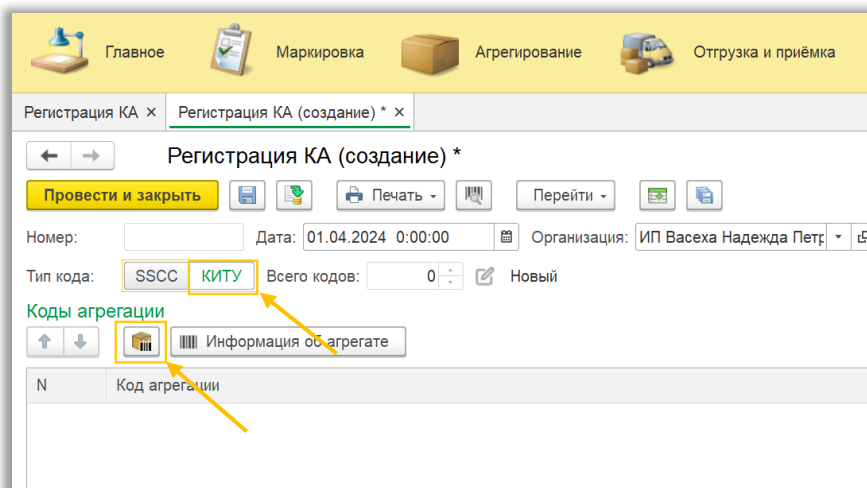 Главное Маркировка Агрегирование Отгрузка и приёмка
Регистрация КА × Регистрация КА (создание) * ×
Регистрация КА (создание) *
Провести и закрыть Печать Перейти
Номер: Дата: 01.04.2024 0:00:00 Организация: ИП Васеха Надежда Петр
Тип кода: SSCC КИТУ Всего кодов: 0 Новый
Коды агрегации
Информация об агрегате
N Код агрегации